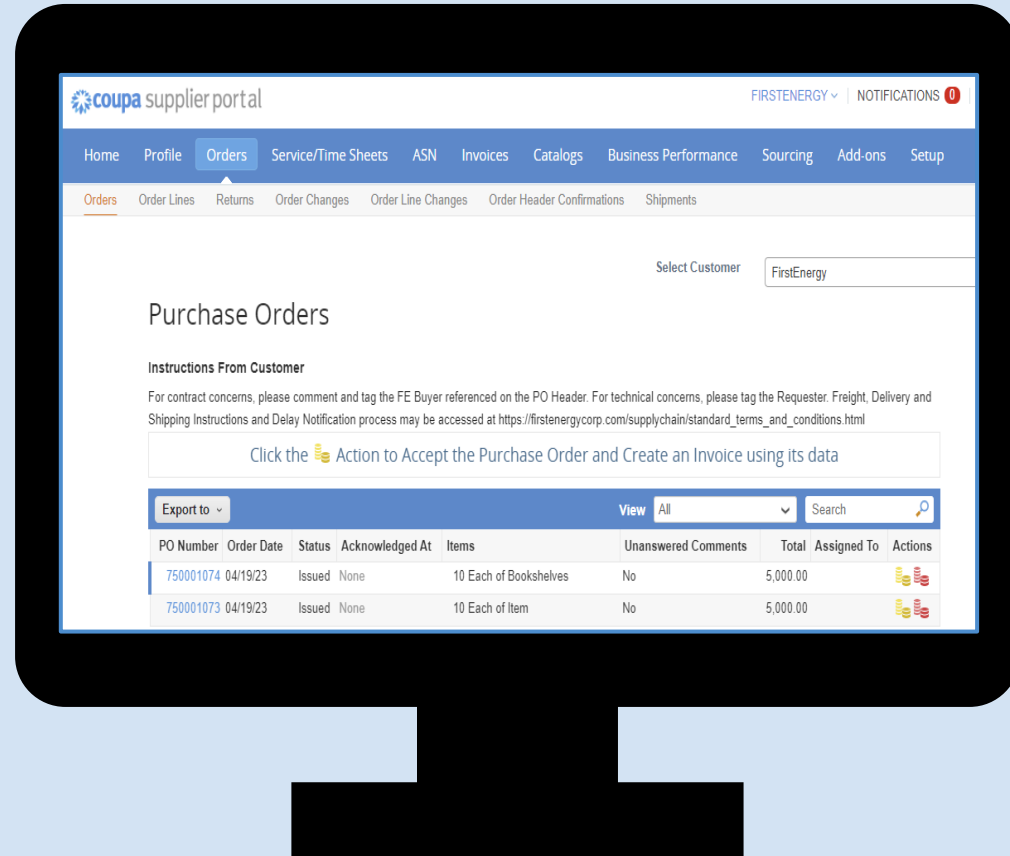 coupa supplier portal
FIRSTENERGY NOTIFICATIONS 0
Home Profile Orders Service/Time Sheets ASN Invoices Catalogs Business Performance Sourcing Add-ons Setup
Orders Order Lines Returns Order Changes Order Line Changes Order Header Confirmations Shipments
Select Customer FirstEnergy
Purchase Orders
Instructions From Customer
For contract concerns, please comment and tag the FE Buyer referenced on the PO Header. For technical concerns, please tag the Requester. Freight, Delivery and
Shipping Instructions and Delay Notification process may be accessed at https://firstenergycorp.com/supplychain/standard_terms_and_conditions.html
Click the Action to Accept the Purchase Order and Create an Invoice using its data
Export to View All Search
PO Number Order Date Status Acknowledged At Items Unanswered Comments Total Assigned To Actions
750001074 04/19/23 Issued None 10 Each of Bookshelves No 5,000.00
750001073 04/19/23 Issued None 10 Each of Item No 5,000.00